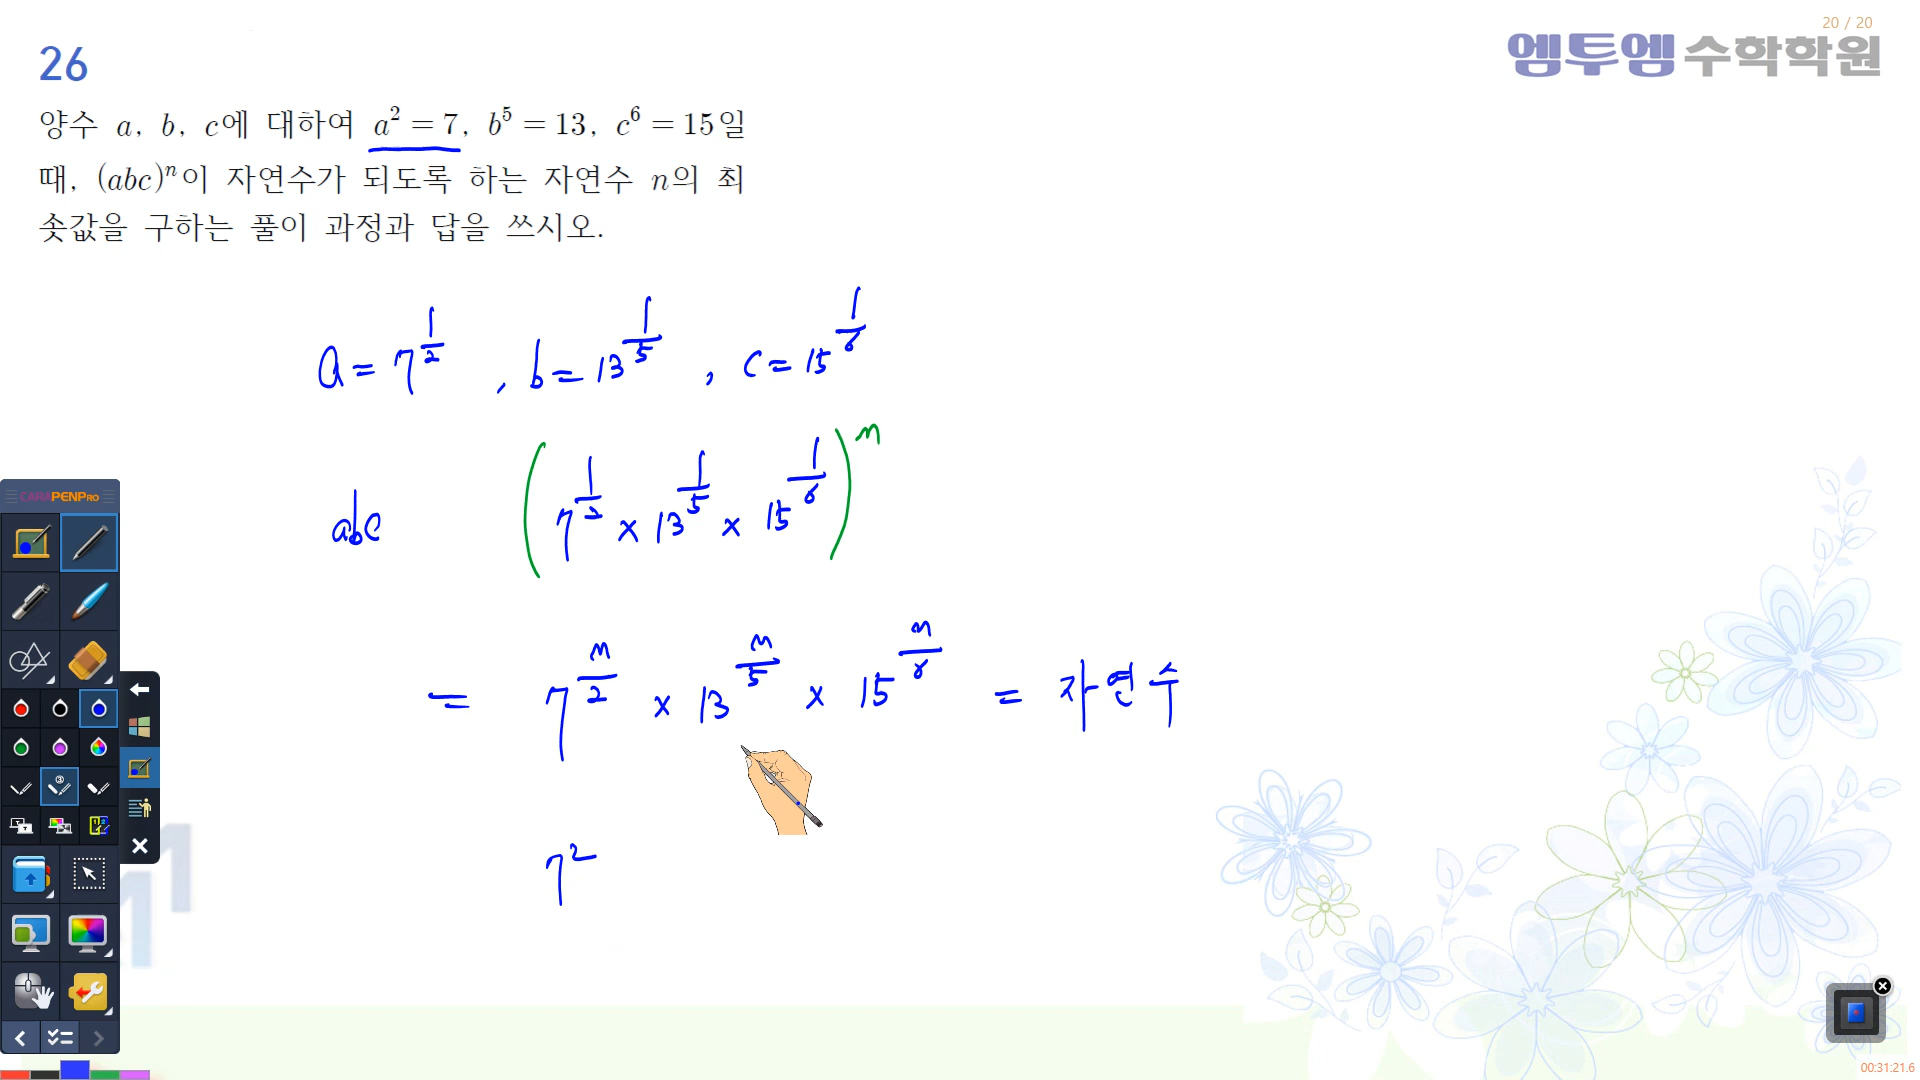 20 / 20
엠투엠 수학학원
26
양수 a, b, c에 대하여 a² = 7, b⁵ = 13, c⁶ = 15일
때, (abc)ⁿ이 자연수가 되도록 하는 자연수 n의 최
솟값을 구하는 풀이 과정과 답을 쓰시오.
a = 7^(1/2) , b = 13^(1/5) , c = 15^(1/6)
abc (7^(1/2) × 13^(1/5) × 15^(1/6))^n
= 7^(n/2) × 13^(n/5) × 15^(n/6) = 자연수
7²
CARAPENPRO
00:31:21.6